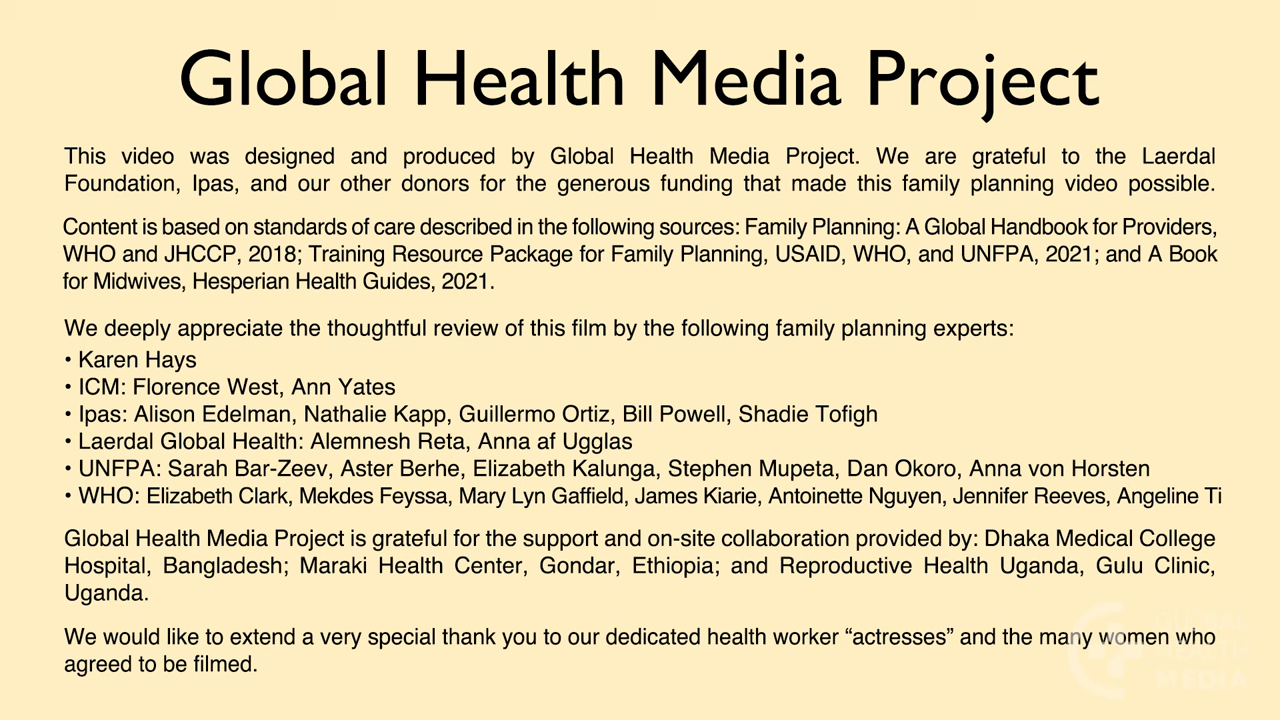 Global Health Media Project
This video was designed and produced by Global Health Media Project. We are grateful to the Laerdal
Foundation, Ipas, and our other donors for the generous funding that made this family planning video possible.
Content is based on standards of care described in the following sources: Family Planning: A Global Handbook for Providers,
WHO and JHCCP, 2018; Training Resource Package for Family Planning, USAID, WHO, and UNFPA, 2021; and A Book
for Midwives, Hesperian Health Guides, 2021.
We deeply appreciate the thoughtful review of this film by the following family planning experts:
• Karen Hays
• ICM: Florence West, Ann Yates
• Ipas: Alison Edelman, Nathalie Kapp, Guillermo Ortiz, Bill Powell, Shadie Tofigh
• Laerdal Global Health: Alemnesh Reta, Anna af Ugglas
• UNFPA: Sarah Bar-Zeev, Aster Berhe, Elizabeth Kalunga, Stephen Mupeta, Dan Okoro, Anna von Horsten
• WHO: Elizabeth Clark, Mekdes Feyssa, Mary Lyn Gaffield, James Kiarie, Antoinette Nguyen, Jennifer Reeves, Angeline Ti
Global Health Media Project is grateful for the support and on-site collaboration provided by: Dhaka Medical College
Hospital, Bangladesh; Maraki Health Center, Gondar, Ethiopia; and Reproductive Health Uganda, Gulu Clinic,
Uganda.
We would like to extend a very special thank you to our dedicated health worker “actresses” and the many women who
agreed to be filmed.
GLOBAL
HEALTH
MEDIA